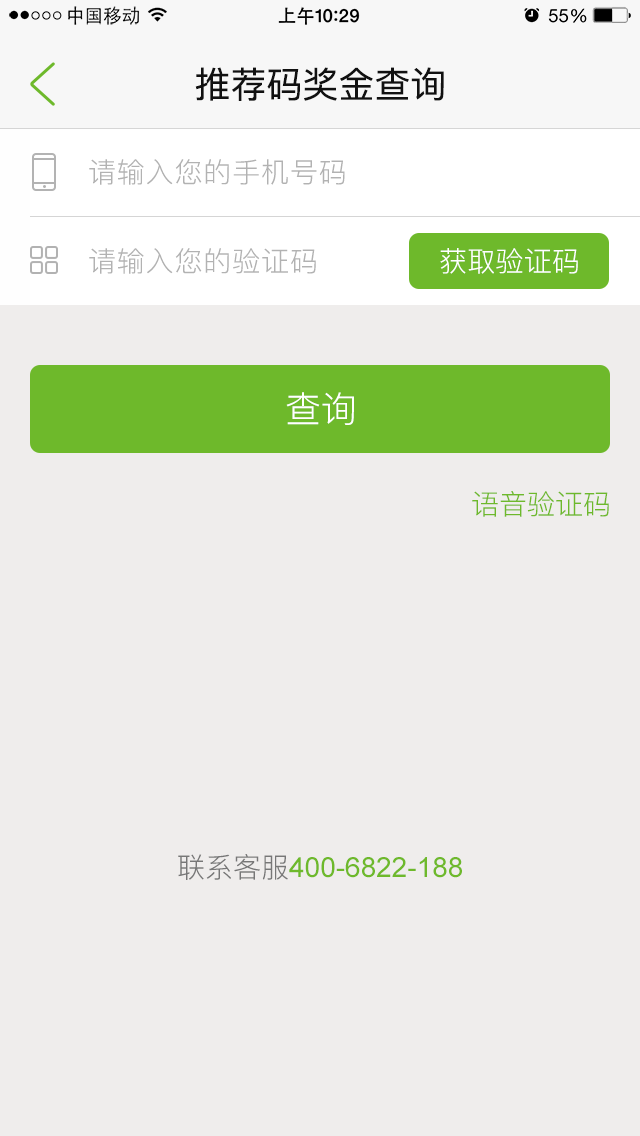 中国移动 上午10:29 55%
推荐码奖金查询
请输入您的手机号码
请输入您的验证码 获取验证码
查询
语音验证码
联系客服400-6822-188